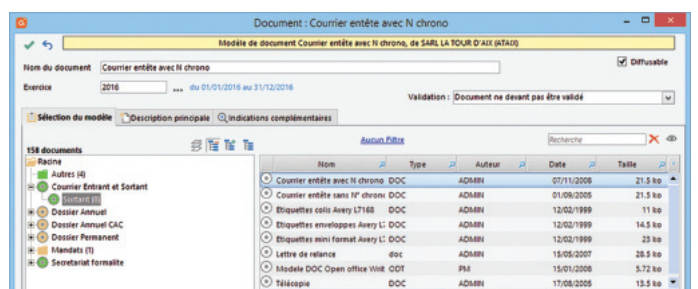 Document : Courrier entête avec N chrono
Modèle de document Courrier entête avec N chrono, de SARL LA TOUR D'AIX (ATAIX)
Nom du document Courrier entête avec N chrono Diffusable
Exercice 2016 ... du 01/01/2016 au 31/12/2016
Validation : Document ne devant pas être validé
Sélection du modèle Description principale Indications complémentaires
158 documents Aucun Filtre Recherche
Racine
Autres (4)
Courrier Entrant et Sortant
Sortant (8)
Dossier Annuel
Dossier Annuel CAC
Dossier Permanent
Mandats (1)
Secretariat formalite
Nom Type Auteur Date Taille
Courrier entête avec N chrono DOC ADMIN 07/11/2008 21.5 ko
Courrier entête sans N° chrono DOC ADMIN 01/09/2005 21.5 ko
Etiquettes colis Avery L7168 DOC ADMIN 12/02/1999 11 ko
Etiquettes enveloppes Avery L7 DOC ADMIN 12/02/1999 14.5 ko
Etiquettes mini format Avery L7 DOC ADMIN 12/02/1999 23 ko
Lettre de relance doc ADMIN 15/05/2007 28.5 ko
Modele DOC Open office Writ ODT PM 15/01/2008 5.72 ko
Télécopie DOC ADMIN 17/08/2005 13.5 ko